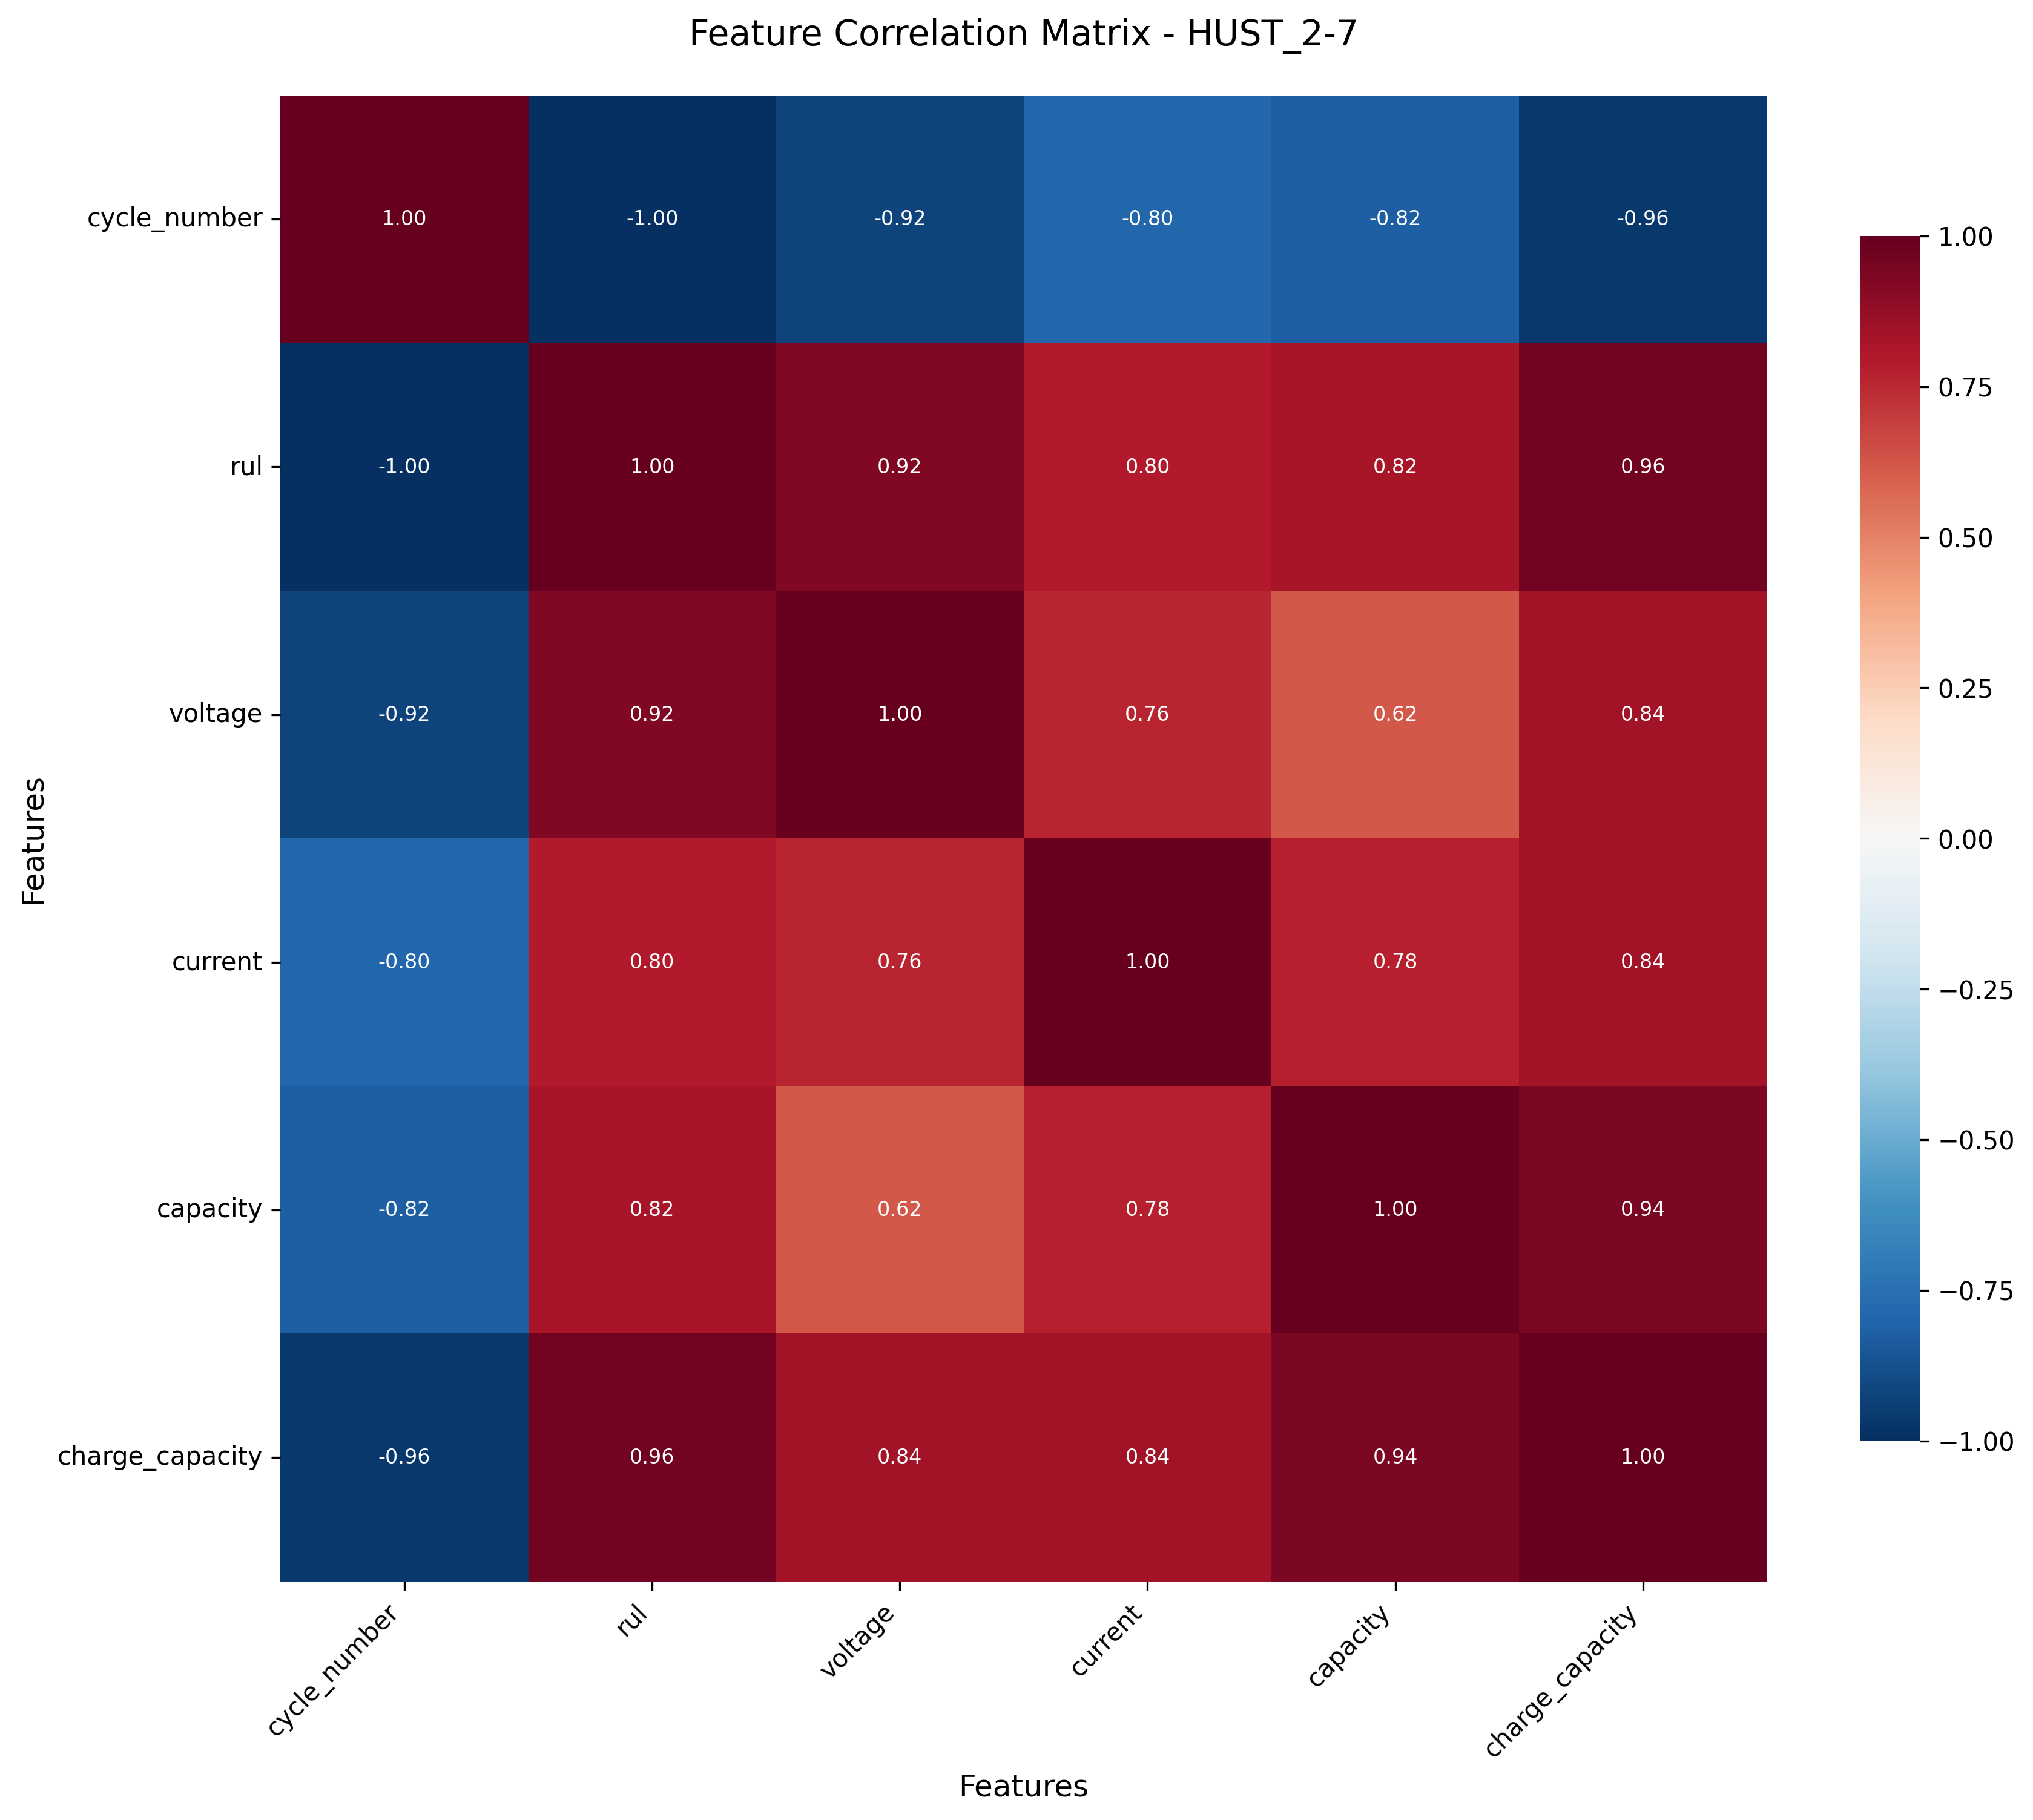 Feature Correlation Matrix - HUST_2-7
cycle_number 1.00 -1.00 -0.92 -0.80 -0.82 -0.96
rul -1.00 1.00 0.92 0.80 0.82 0.96
voltage -0.92 0.92 1.00 0.76 0.62 0.84
current -0.80 0.80 0.76 1.00 0.78 0.84
capacity -0.82 0.82 0.62 0.78 1.00 0.94
charge_capacity -0.96 0.96 0.84 0.84 0.94 1.00
cycle_number rul voltage current capacity charge_capacity
Features
Features
1.00
0.75
0.50
0.25
0.00
−0.25
−0.50
−0.75
−1.00